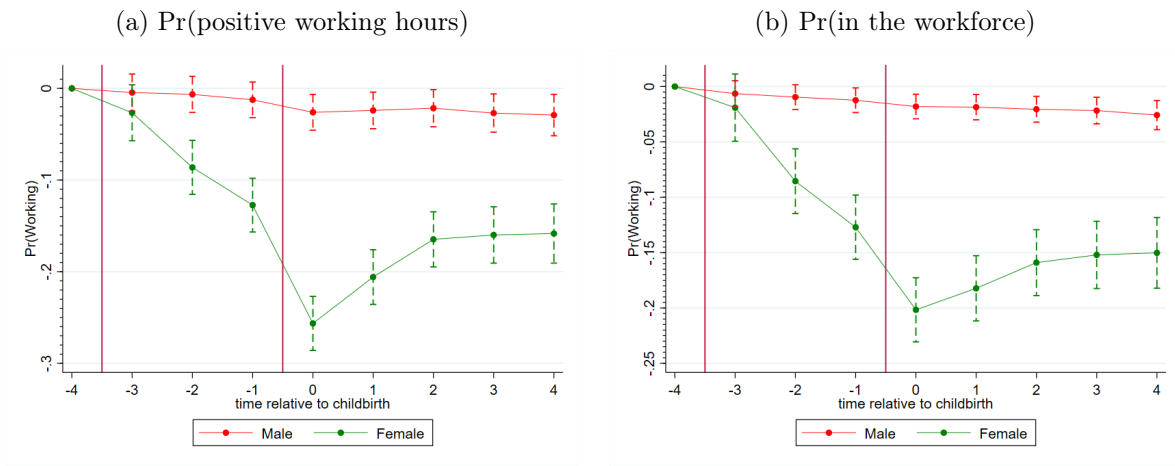 (a) Pr(positive working hours)
Pr(Working)
0
-.1
-.2
-.3
-4 -3 -2 -1 0 1 2 3 4
time relative to childbirth
Male Female
(b) Pr(in the workforce)
Pr(Working)
0
-.05
-.1
-.15
-.2
-.25
-4 -3 -2 -1 0 1 2 3 4
time relative to childbirth
Male Female